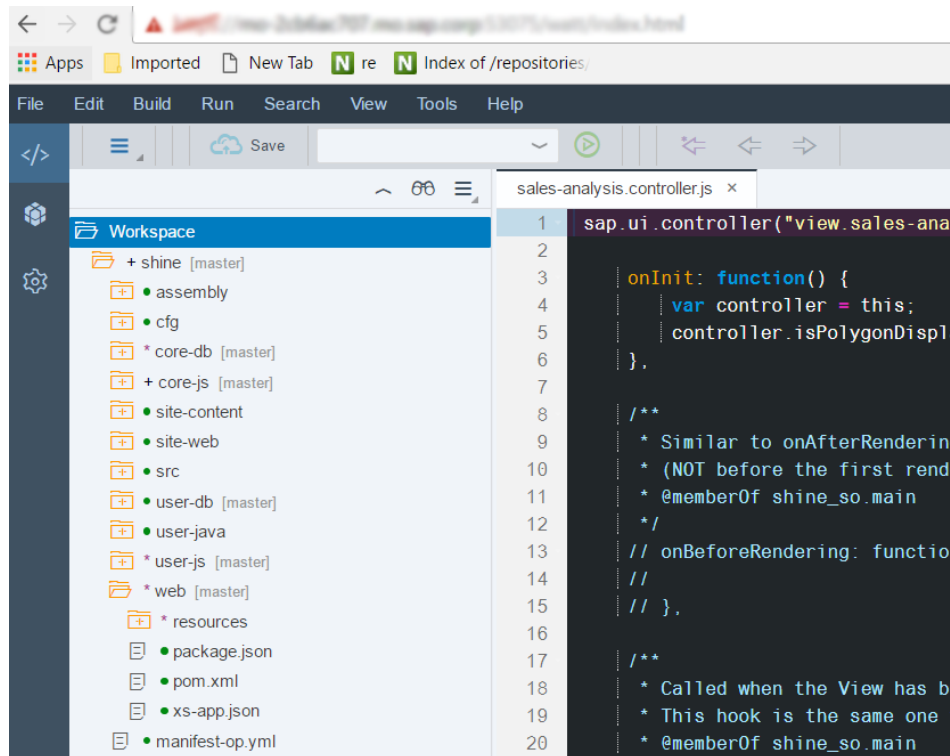 Apps Imported New Tab N re N Index of /repositories/
File Edit Build Run Search View Tools Help
</> Save
sales-analysis.controller.js ×
Workspace
+ shine [master]
assembly
cfg
* core-db [master]
+ core-js [master]
site-content
site-web
src
user-db [master]
user-java
* user-js [master]
* web [master]
* resources
package.json
pom.xml
xs-app.json
manifest-op.yml
1 sap.ui.controller("view.sales-ana
2
3 onInit: function() {
4 var controller = this;
5 controller.isPolygonDispl
6 },
7
8 /**
9 * Similar to onAfterRenderin
10 * (NOT before the first rend
11 * @memberOf shine_so.main
12 */
13 // onBeforeRendering: functio
14 //
15 // },
16
17 /**
18 * Called when the View has b
19 * This hook is the same one
20 * @memberOf shine_so.main